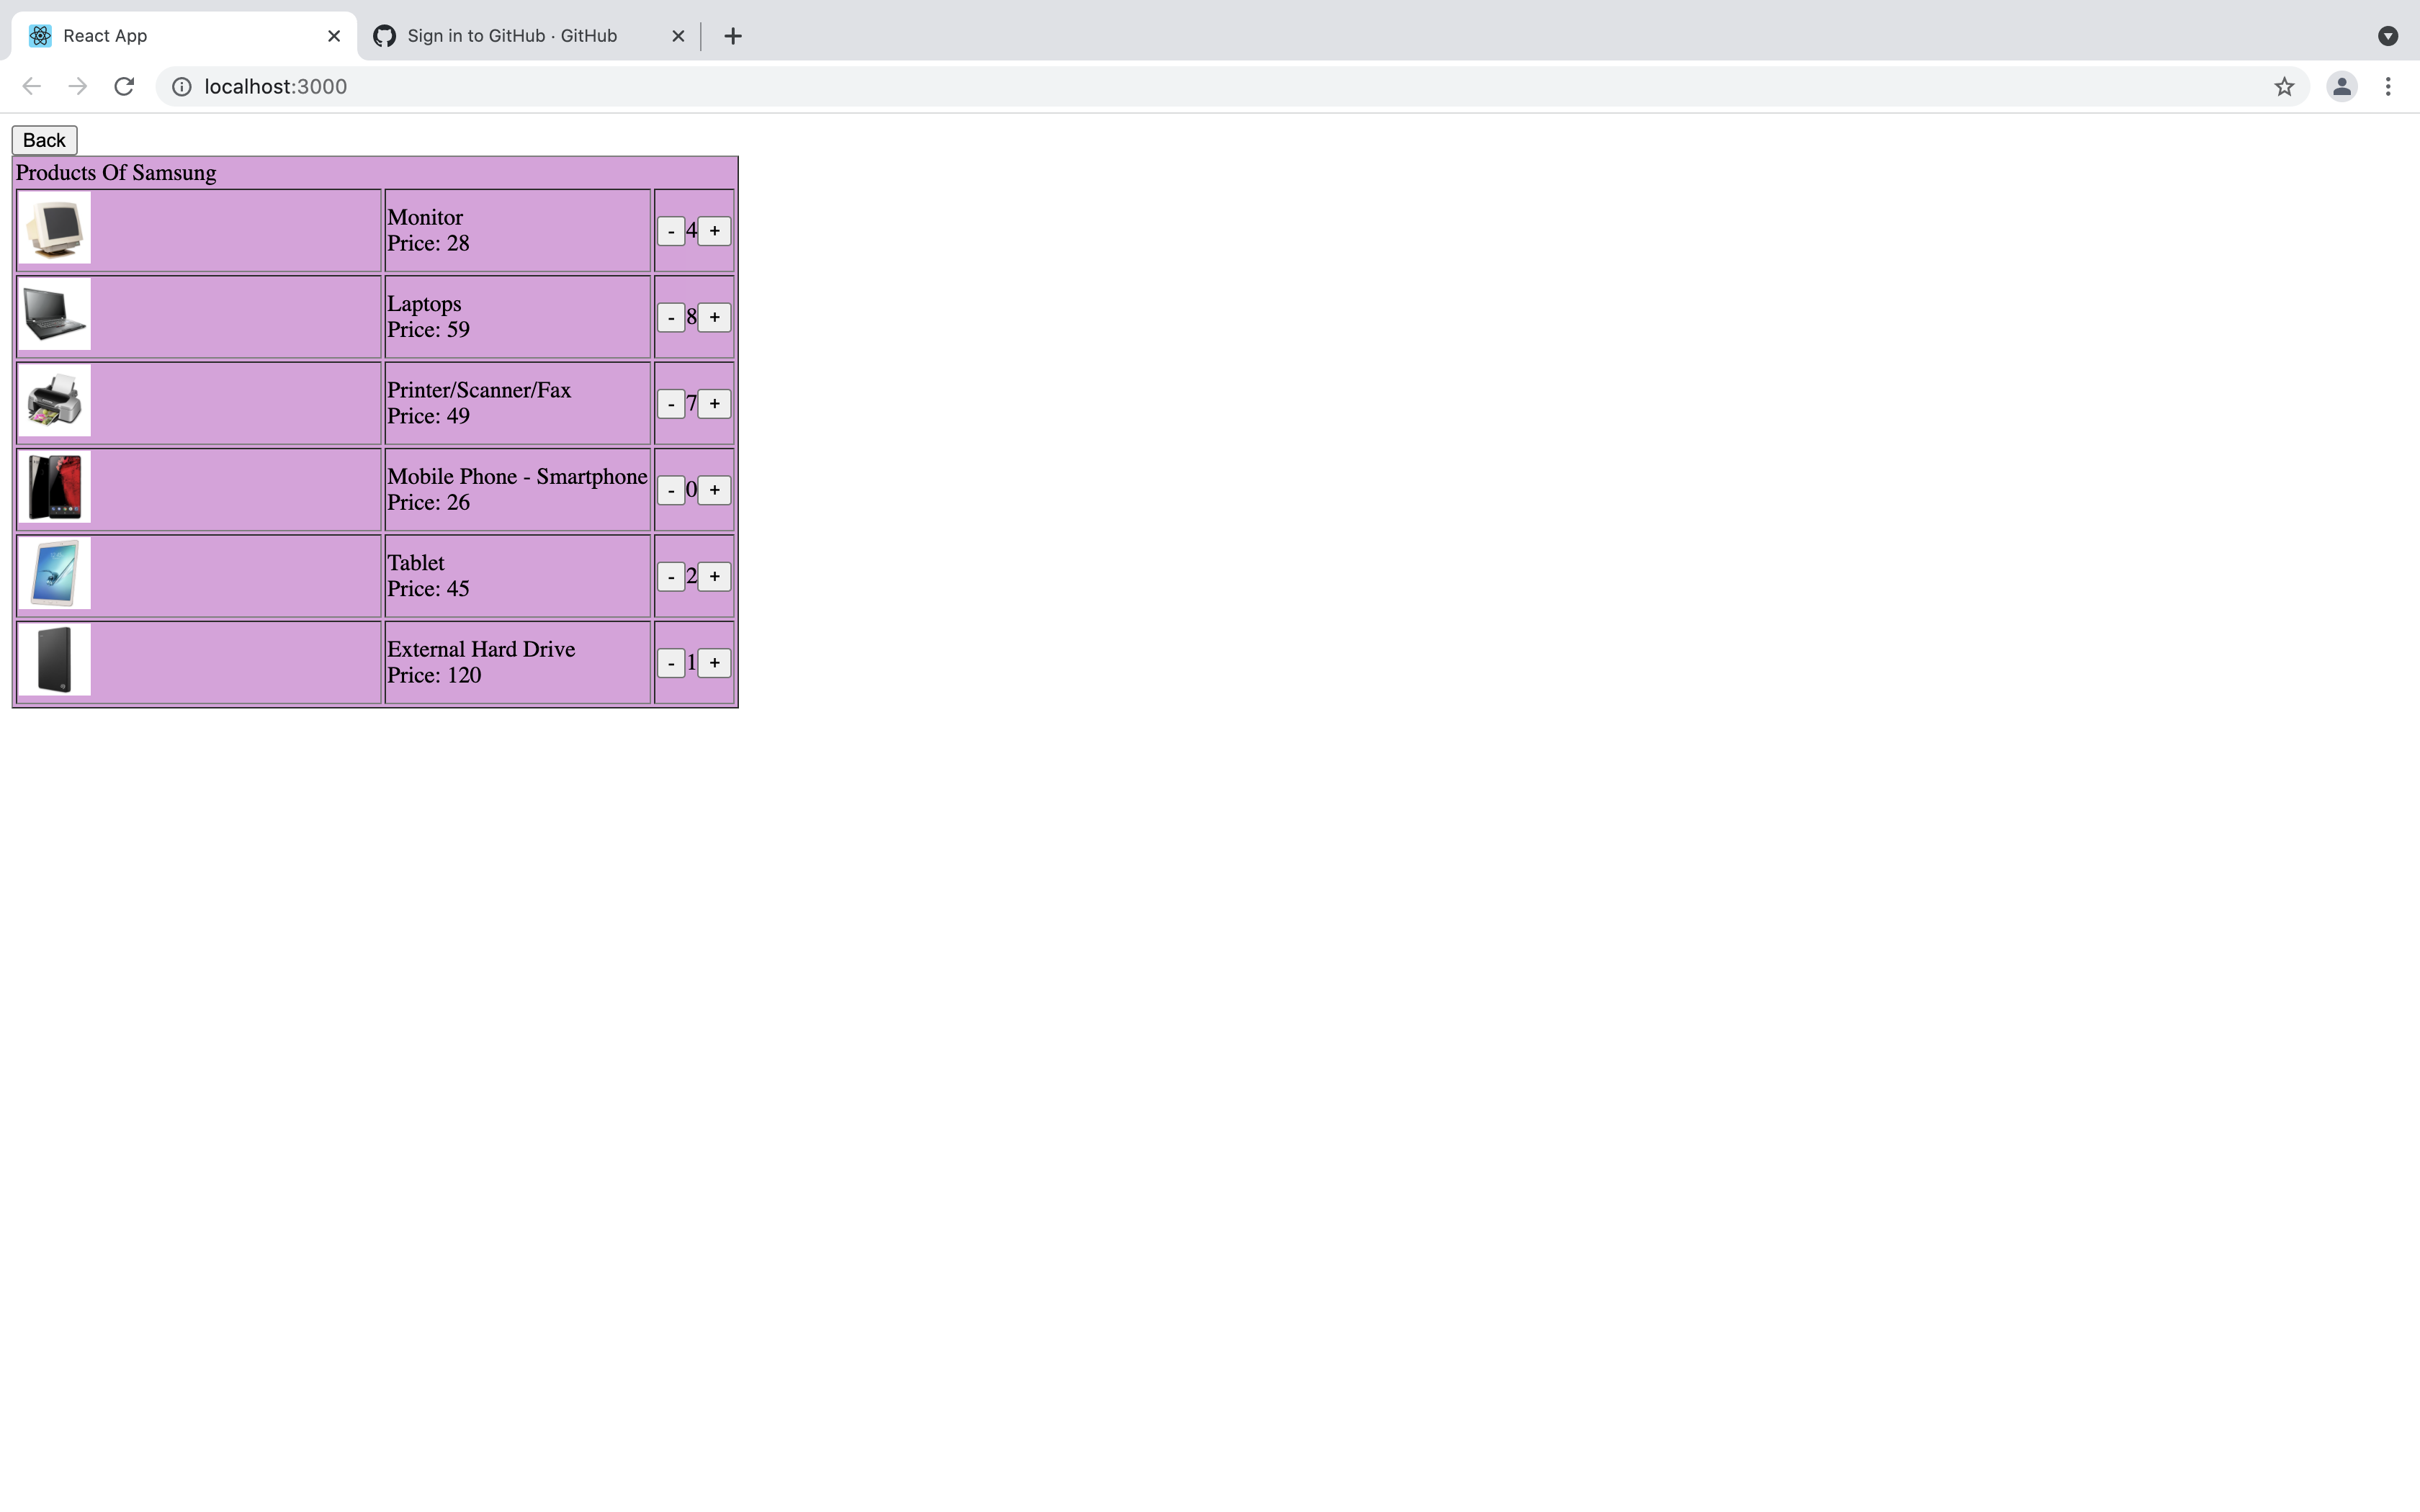 React App
Sign in to GitHub · GitHub
localhost:3000
Back
Products Of Samsung
Monitor
Price: 28
- 4 +
Laptops
Price: 59
- 8 +
Printer/Scanner/Fax
Price: 49
- 7 +
Mobile Phone - Smartphone
Price: 26
- 0 +
Tablet
Price: 45
- 2 +
External Hard Drive
Price: 120
- 1 +